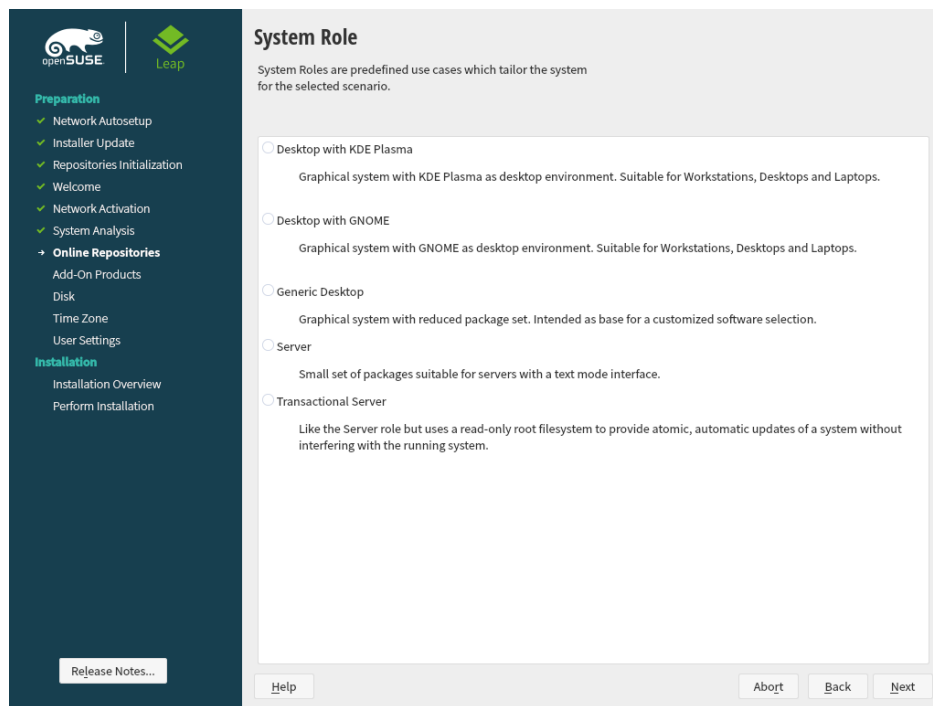 openSUSE
Leap
Preparation
Network Autosetup
Installer Update
Repositories Initialization
Welcome
Network Activation
System Analysis
Online Repositories
Add-On Products
Disk
Time Zone
User Settings
Installation
Installation Overview
Perform Installation
Release Notes...
System Role
System Roles are predefined use cases which tailor the system
for the selected scenario.
Desktop with KDE Plasma
Graphical system with KDE Plasma as desktop environment. Suitable for Workstations, Desktops and Laptops.
Desktop with GNOME
Graphical system with GNOME as desktop environment. Suitable for Workstations, Desktops and Laptops.
Generic Desktop
Graphical system with reduced package set. Intended as base for a customized software selection.
Server
Small set of packages suitable for servers with a text mode interface.
Transactional Server
Like the Server role but uses a read-only root filesystem to provide atomic, automatic updates of a system without
interfering with the running system.
Help
Abort
Back
Next